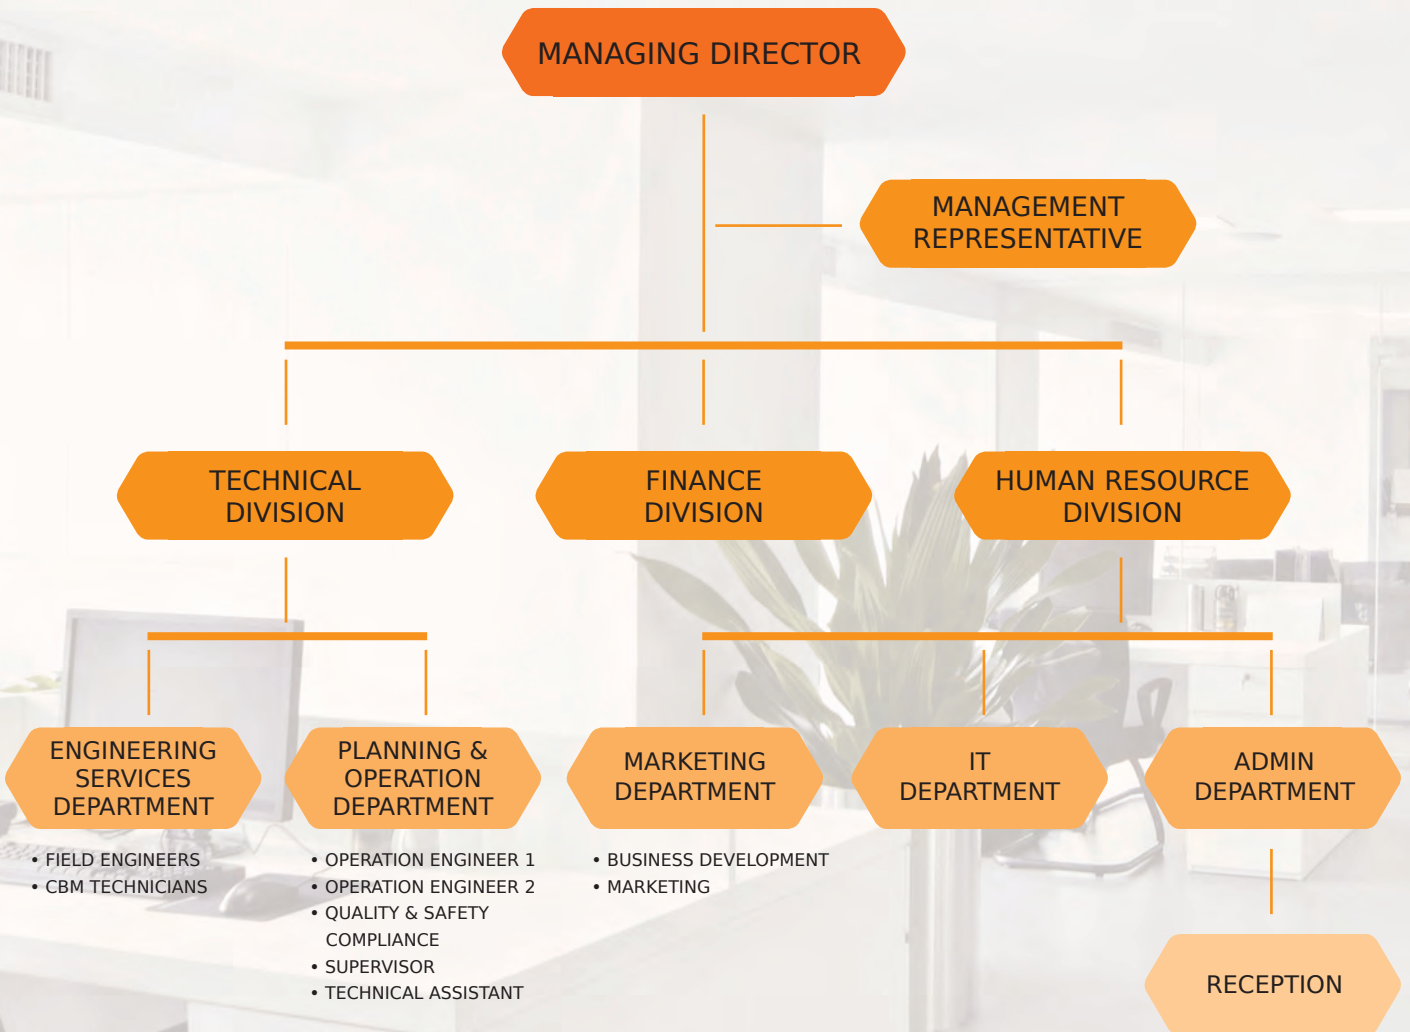 MANAGING DIRECTOR
MANAGEMENT
REPRESENTATIVE
TECHNICAL
DIVISION
FINANCE
DIVISION
HUMAN RESOURCE
DIVISION
ENGINEERING
SERVICES
DEPARTMENT
• FIELD ENGINEERS
• CBM TECHNICIANS
PLANNING &
OPERATION
DEPARTMENT
• OPERATION ENGINEER 1
• OPERATION ENGINEER 2
• QUALITY & SAFETY
COMPLIANCE
• SUPERVISOR
• TECHNICAL ASSISTANT
MARKETING
DEPARTMENT
• BUSINESS DEVELOPMENT
• MARKETING
IT
DEPARTMENT
ADMIN
DEPARTMENT
RECEPTION